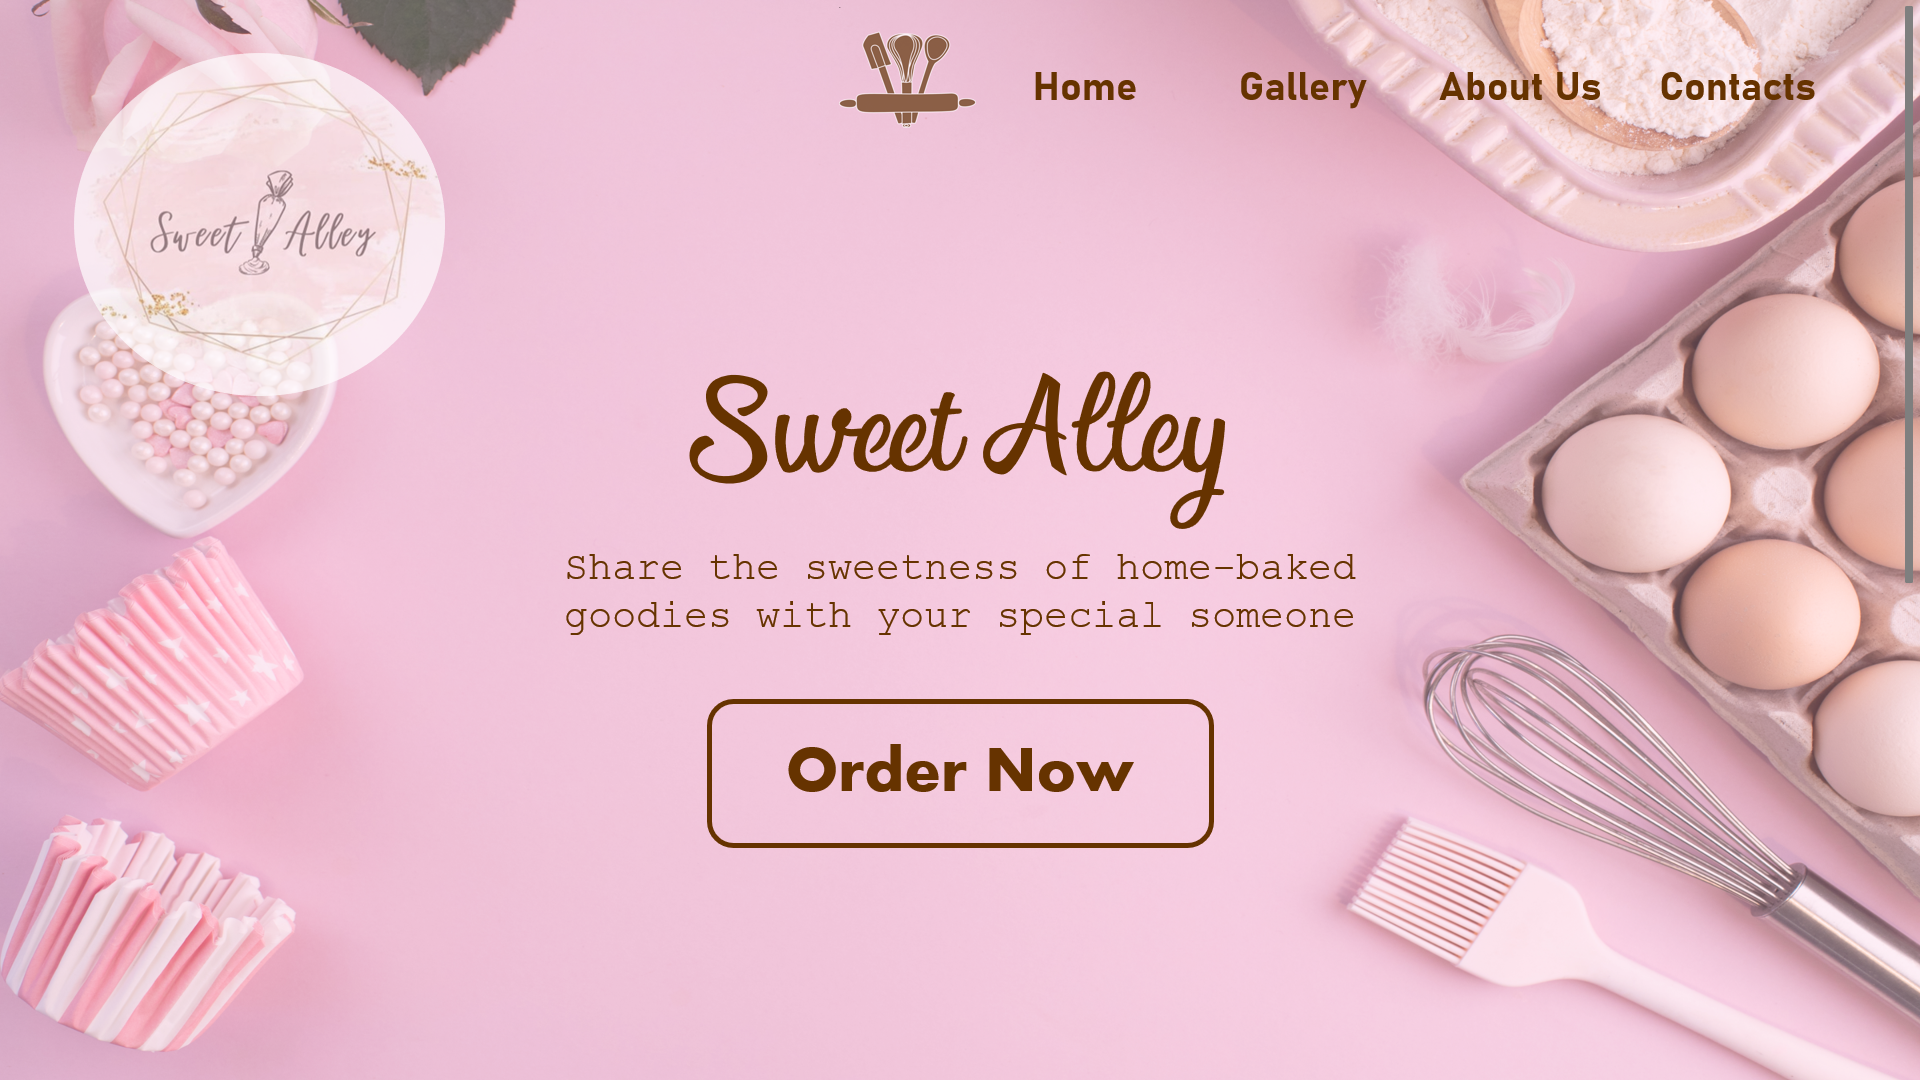 Home Gallery About Us Contacts
Sweet Alley
Sweet Alley
Share the sweetness of home-baked
goodies with your special someone
Order Now